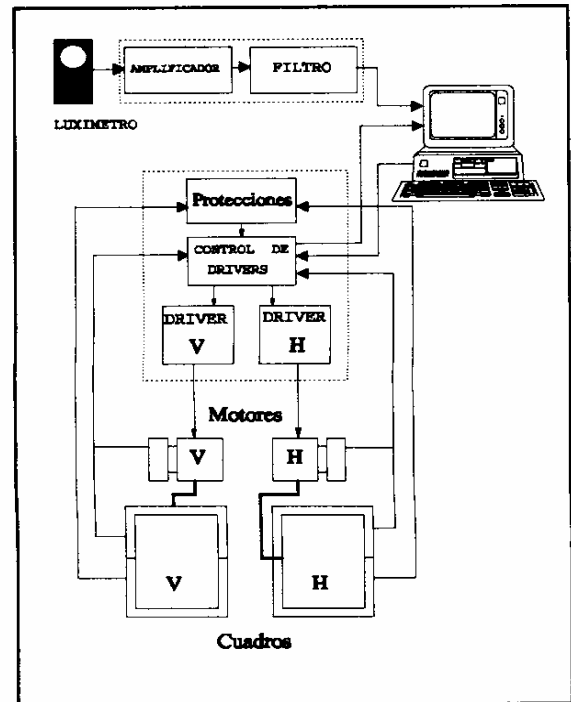 AMPLIFICADOR
FILTRO
LUXIMETRO
Protecciones
CONTROL DE
DRIVERS
DRIVER
V
DRIVER
H
Motores
V
H
V
H
Cuadros